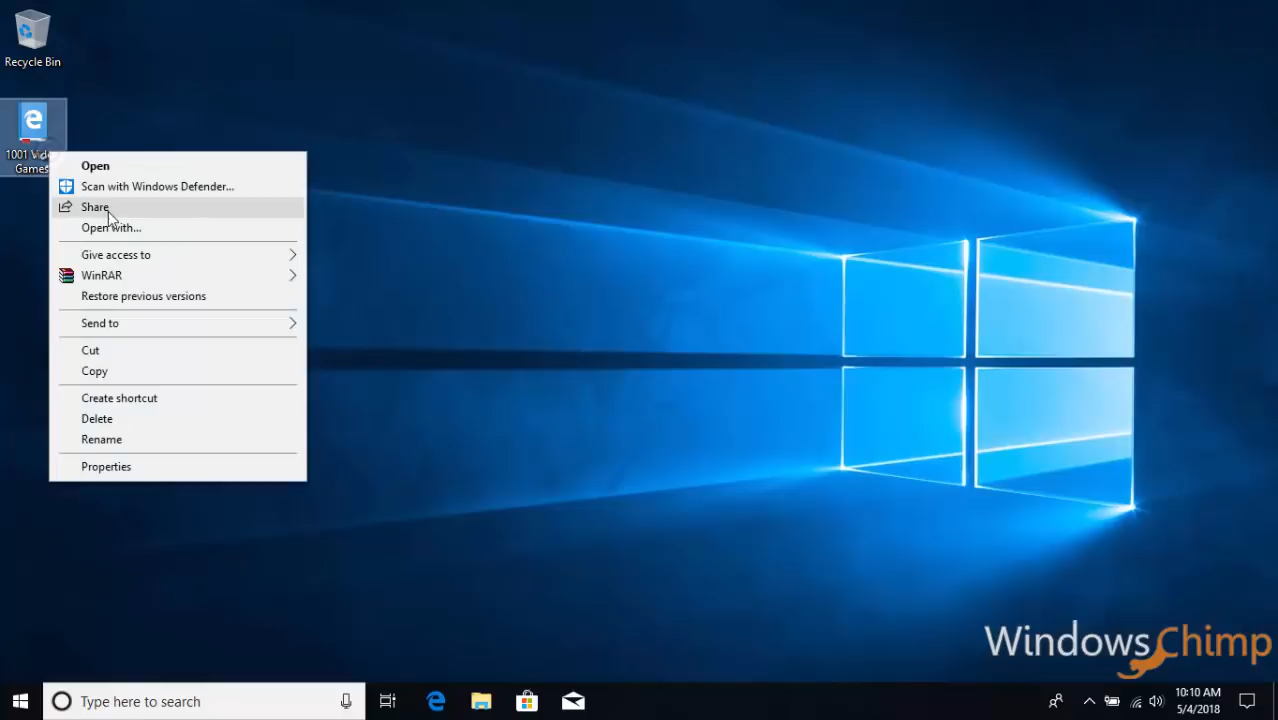 Recycle Bin
1001 Vid
Games
Open
Scan with Windows Defender...
Share
Open with...
Give access to
WinRAR
Restore previous versions
Send to
Cut
Copy
Create shortcut
Delete
Rename
Properties
WindowsChimp
Type here to search
10:10 AM
5/4/2018